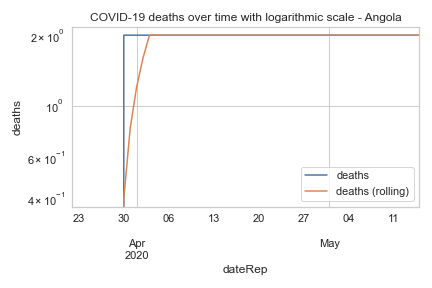 COVID-19 deaths over time with logarithmic scale - Angola
2 × 10⁰
10⁰
6 × 10⁻¹
4 × 10⁻¹
deaths
deaths
deaths (rolling)
23 30 06 13 20 27 04 11
Apr May
2020
dateRep